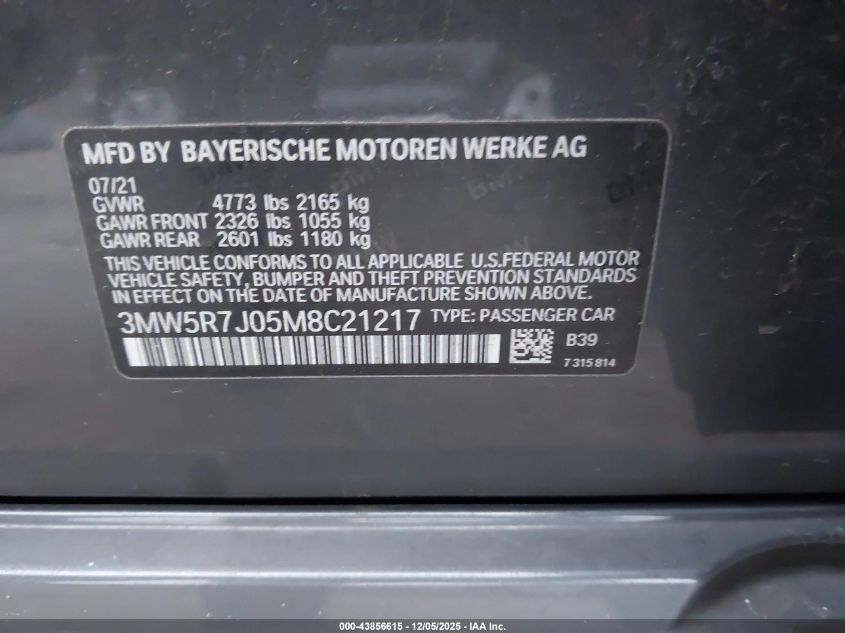 MFD BY BAYERISCHE MOTOREN WERKE AG
07/21
GVWR 4773 lbs 2165 kg
GAWR FRONT 2326 lbs 1055 kg
GAWR REAR 2601 lbs 1180 kg
THIS VEHICLE CONFORMS TO ALL APPLICABLE U.S.FEDERAL MOTOR
VEHICLE SAFETY, BUMPER AND THEFT PREVENTION STANDARDS
IN EFFECT ON THE DATE OF MANUFACTURE SHOWN ABOVE.
3MW5R7J05M8C21217 TYPE: PASSENGER CAR
B39
7 315 814
000-43856615 - 12/05/2025 - IAA Inc.